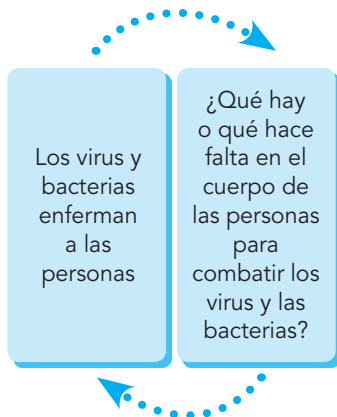 Los virus y
bacterias
enferman
a las
personas
¿Qué hay
o qué hace
falta en el
cuerpo de
las personas
para
combatir los
virus y las
bacterias?